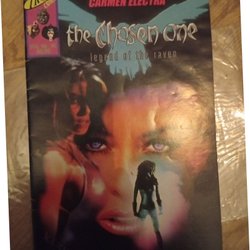 CARMEN ELECTRA
the chosen one
legend of the raven